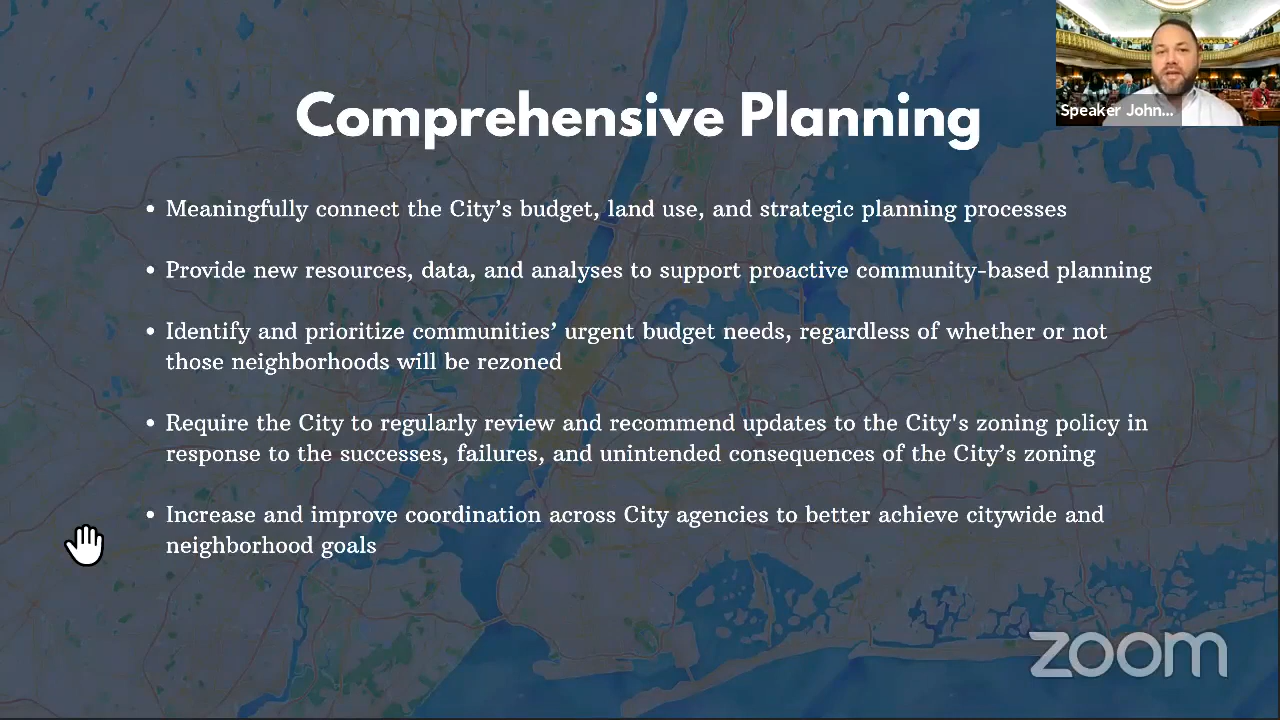 Comprehensive Planning
Speaker John...
• Meaningfully connect the City’s budget, land use, and strategic planning processes
• Provide new resources, data, and analyses to support proactive community-based planning
• Identify and prioritize communities’ urgent budget needs, regardless of whether or not
those neighborhoods will be rezoned
• Require the City to regularly review and recommend updates to the City's zoning policy in
response to the successes, failures, and unintended consequences of the City’s zoning
• Increase and improve coordination across City agencies to better achieve citywide and
neighborhood goals
zoom